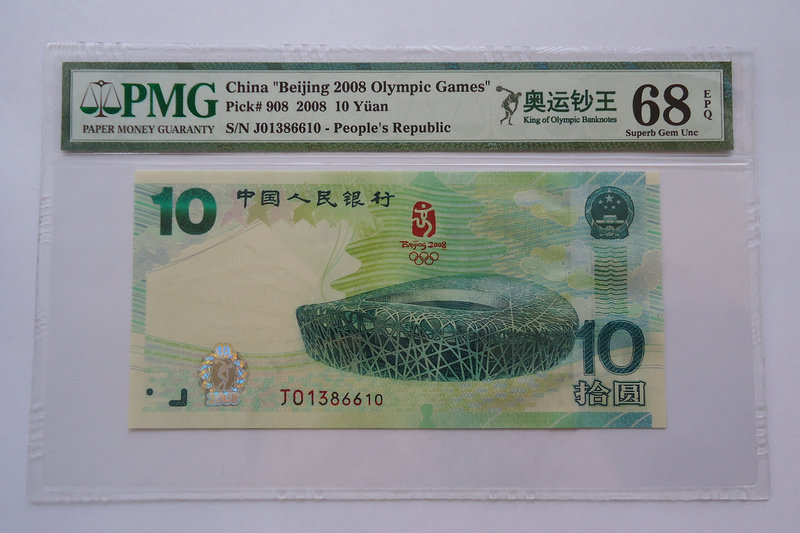 PMG
PAPER MONEY GUARANTY
China "Beijing 2008 Olympic Games"
Pick# 908 2008 10 Yüan
S/N J01386610 - People's Republic
奥运钞王
King of Olympic Banknotes
68
EPQ
Superb Gem Unc
10
中国人民银行
Beijing 2008
J01386610
10
拾圆